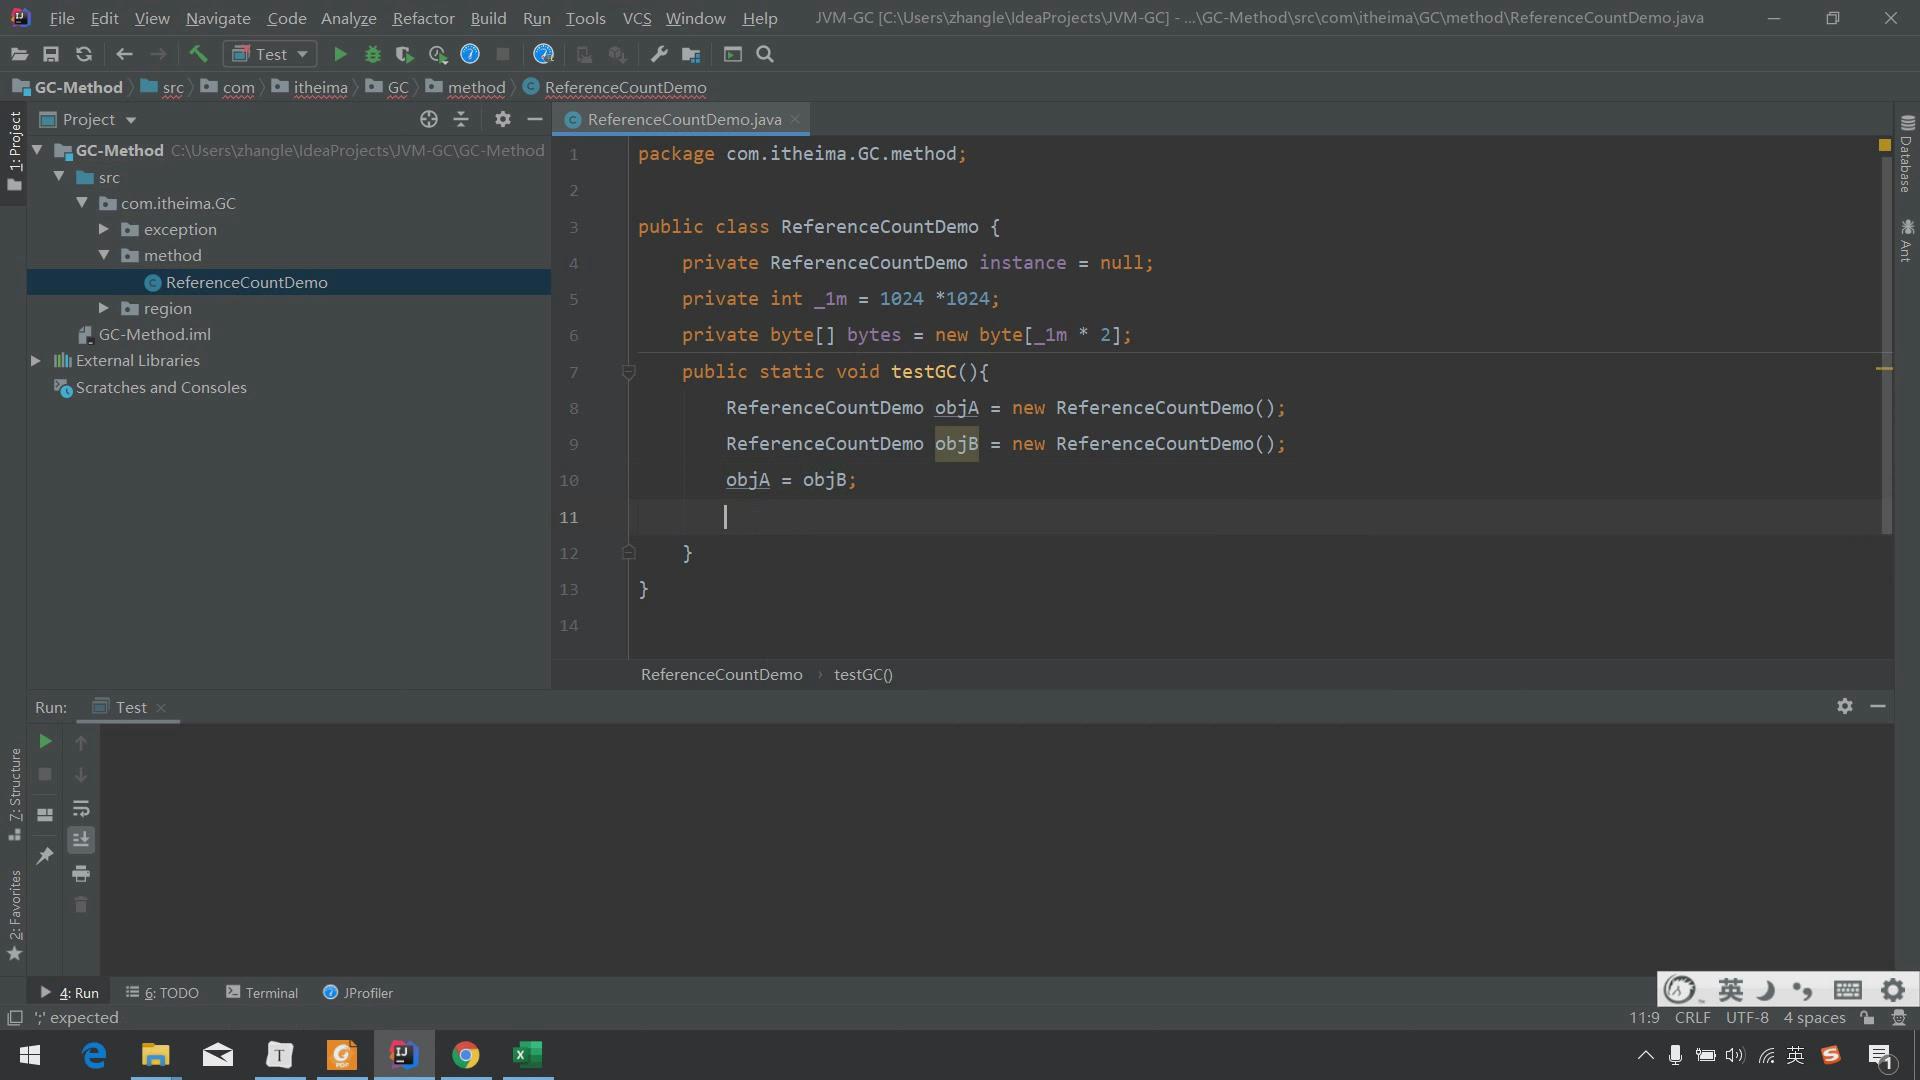 File Edit View Navigate Code Analyze Refactor Build Run Tools VCS Window Help JVM-GC [C:\Users\zhangle\IdeaProjects\JVM-GC] - ...\GC-Method\src\com\itheima\GC\method\ReferenceCountDemo.java
Test
GC-Method src com itheima GC method ReferenceCountDemo
Project
ReferenceCountDemo.java
1: Project
GC-Method C:\Users\zhangle\IdeaProjects\JVM-GC\GC-Method
src
com.itheima.GC
exception
method
ReferenceCountDemo
region
GC-Method.iml
External Libraries
Scratches and Consoles
1 package com.itheima.GC.method;
2
3 public class ReferenceCountDemo {
4 private ReferenceCountDemo instance = null;
5 private int _1m = 1024 *1024;
6 private byte[] bytes = new byte[_1m * 2];
7 public static void testGC(){
8 ReferenceCountDemo objA = new ReferenceCountDemo();
9 ReferenceCountDemo objB = new ReferenceCountDemo();
10 objA = objB;
11
12 }
13 }
14
ReferenceCountDemo › testGC()
Database
Ant
Run: Test
7: Structure
2: Favorites
4: Run 6: TODO Terminal JProfiler
英
';' expected
11:9 CRLF UTF-8 4 spaces
T
PDF
IJ
X
英
S
1